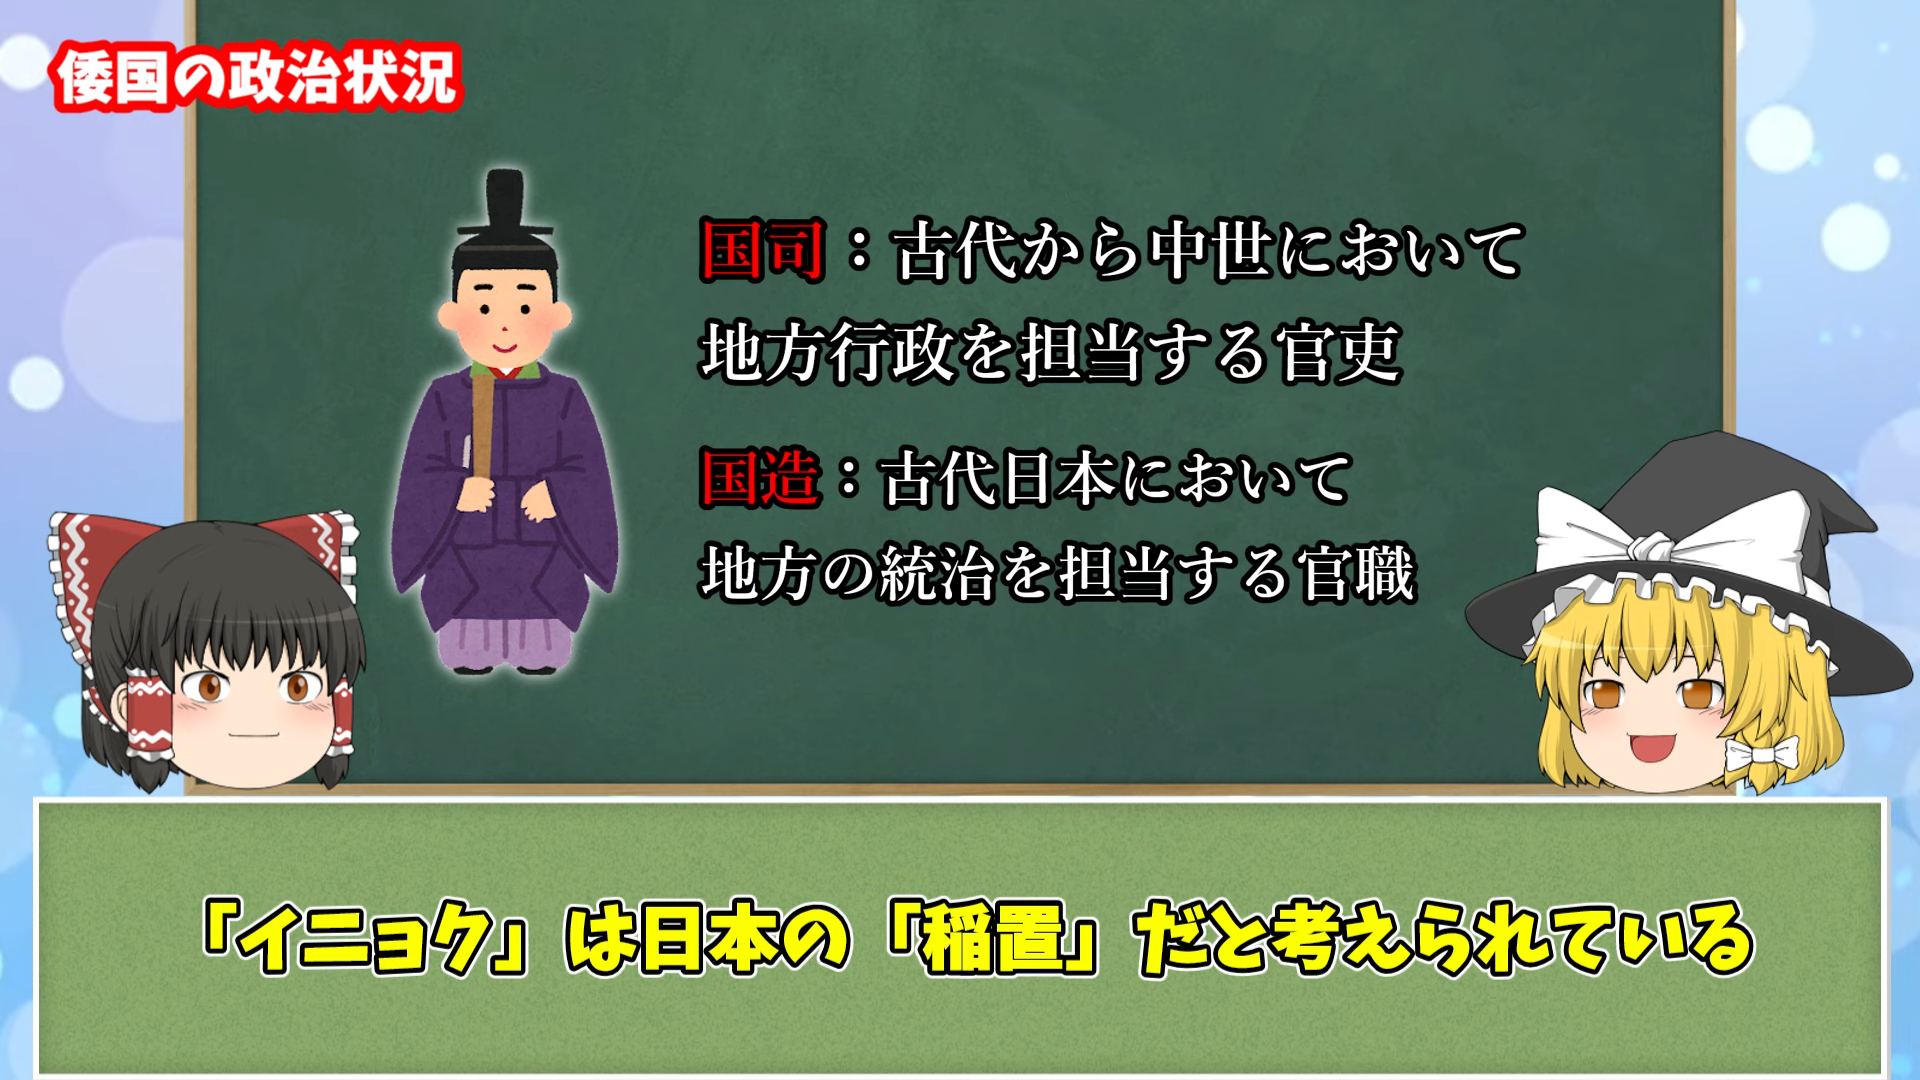 倭国の政治状況
国司：古代から中世において
地方行政を担当する官吏
国造：古代日本において
地方の統治を担当する官職
「イニョク」は日本の「稲置」だと考えられている